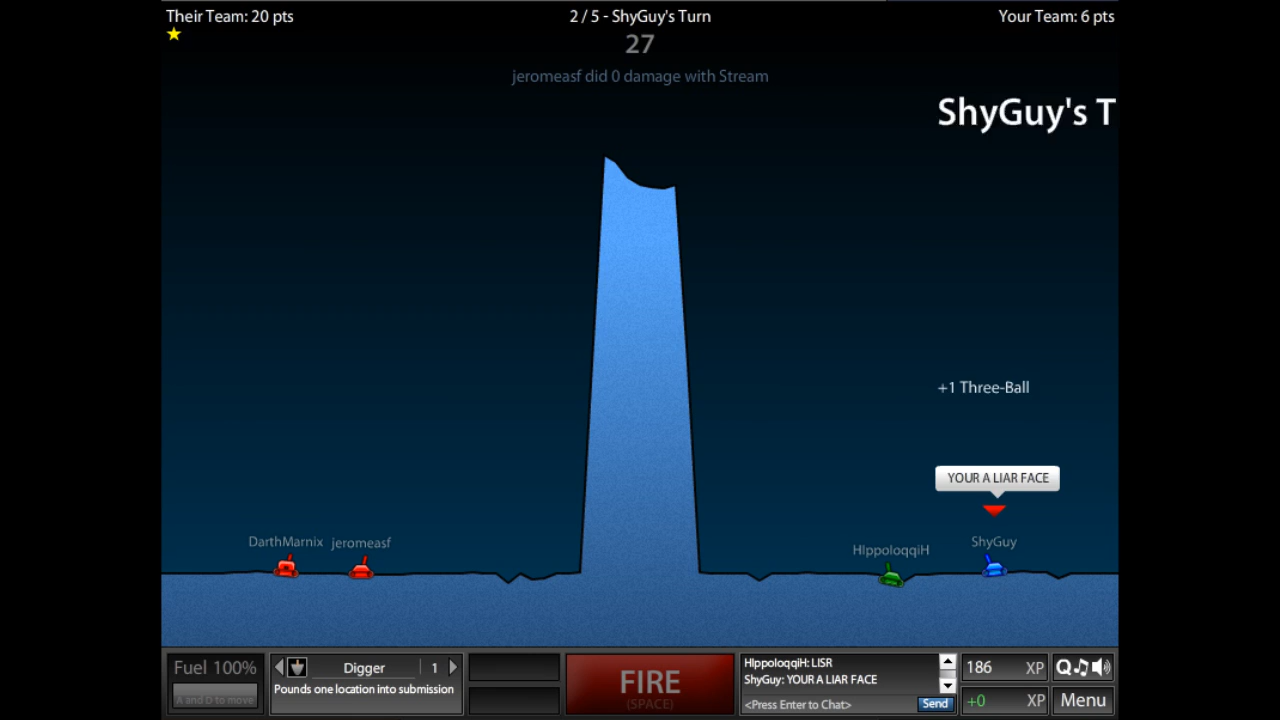 Their Team: 20 pts
2 / 5 - ShyGuy's Turn
Your Team: 6 pts
27
jeromeasf did 0 damage with Stream
ShyGuy's T
+1 Three-Ball
YOUR A LIAR FACE
DarthMarnix
jeromeasf
HIppoloqqiH
ShyGuy
Fuel 100%
A and D to move
Digger
1
Pounds one location into submission
FIRE
(SPACE)
HIppoloqqiH: LISR
ShyGuy: YOUR A LIAR FACE
<Press Enter to Chat>
Send
186 XP
+0 XP
Q
Menu